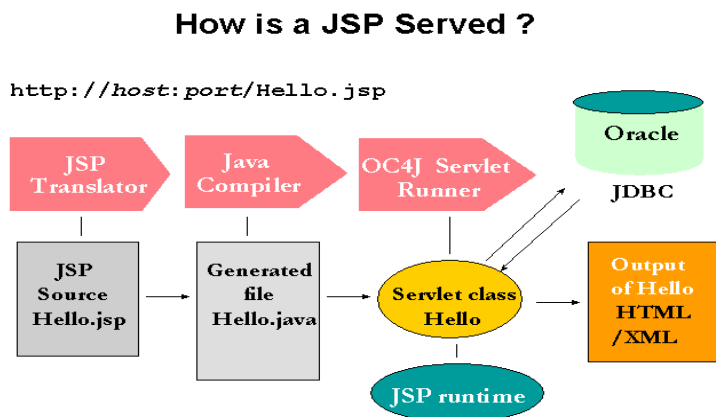 How is a JSP Served ?
http://host:port/Hello.jsp
JSP
Translator
Java
Compiler
OC4J Servlet
Runner
Oracle
JDBC
JSP
Source
Hello.jsp
Generated
file
Hello.java
Servlet class
Hello
Output
of Hello
HTML
/XML
JSP runtime